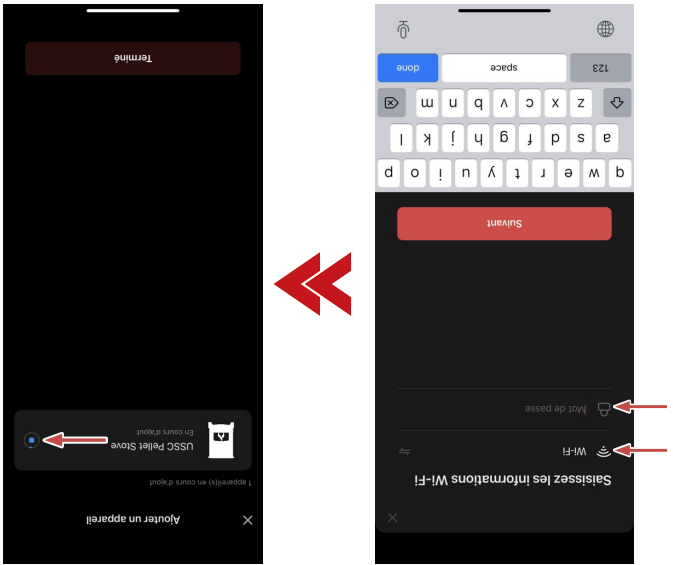 Saisissez les informations Wi-Fi
Wi-Fi
Mot de passe
Suivant
q w e r t y u i o p
a s d f g h j k l
z x c v b n m
123 space done
Ajouter un appareil
1 appareil(s) en cours d'ajout
USSC Pellet Stove
En cours d'ajout
Terminé